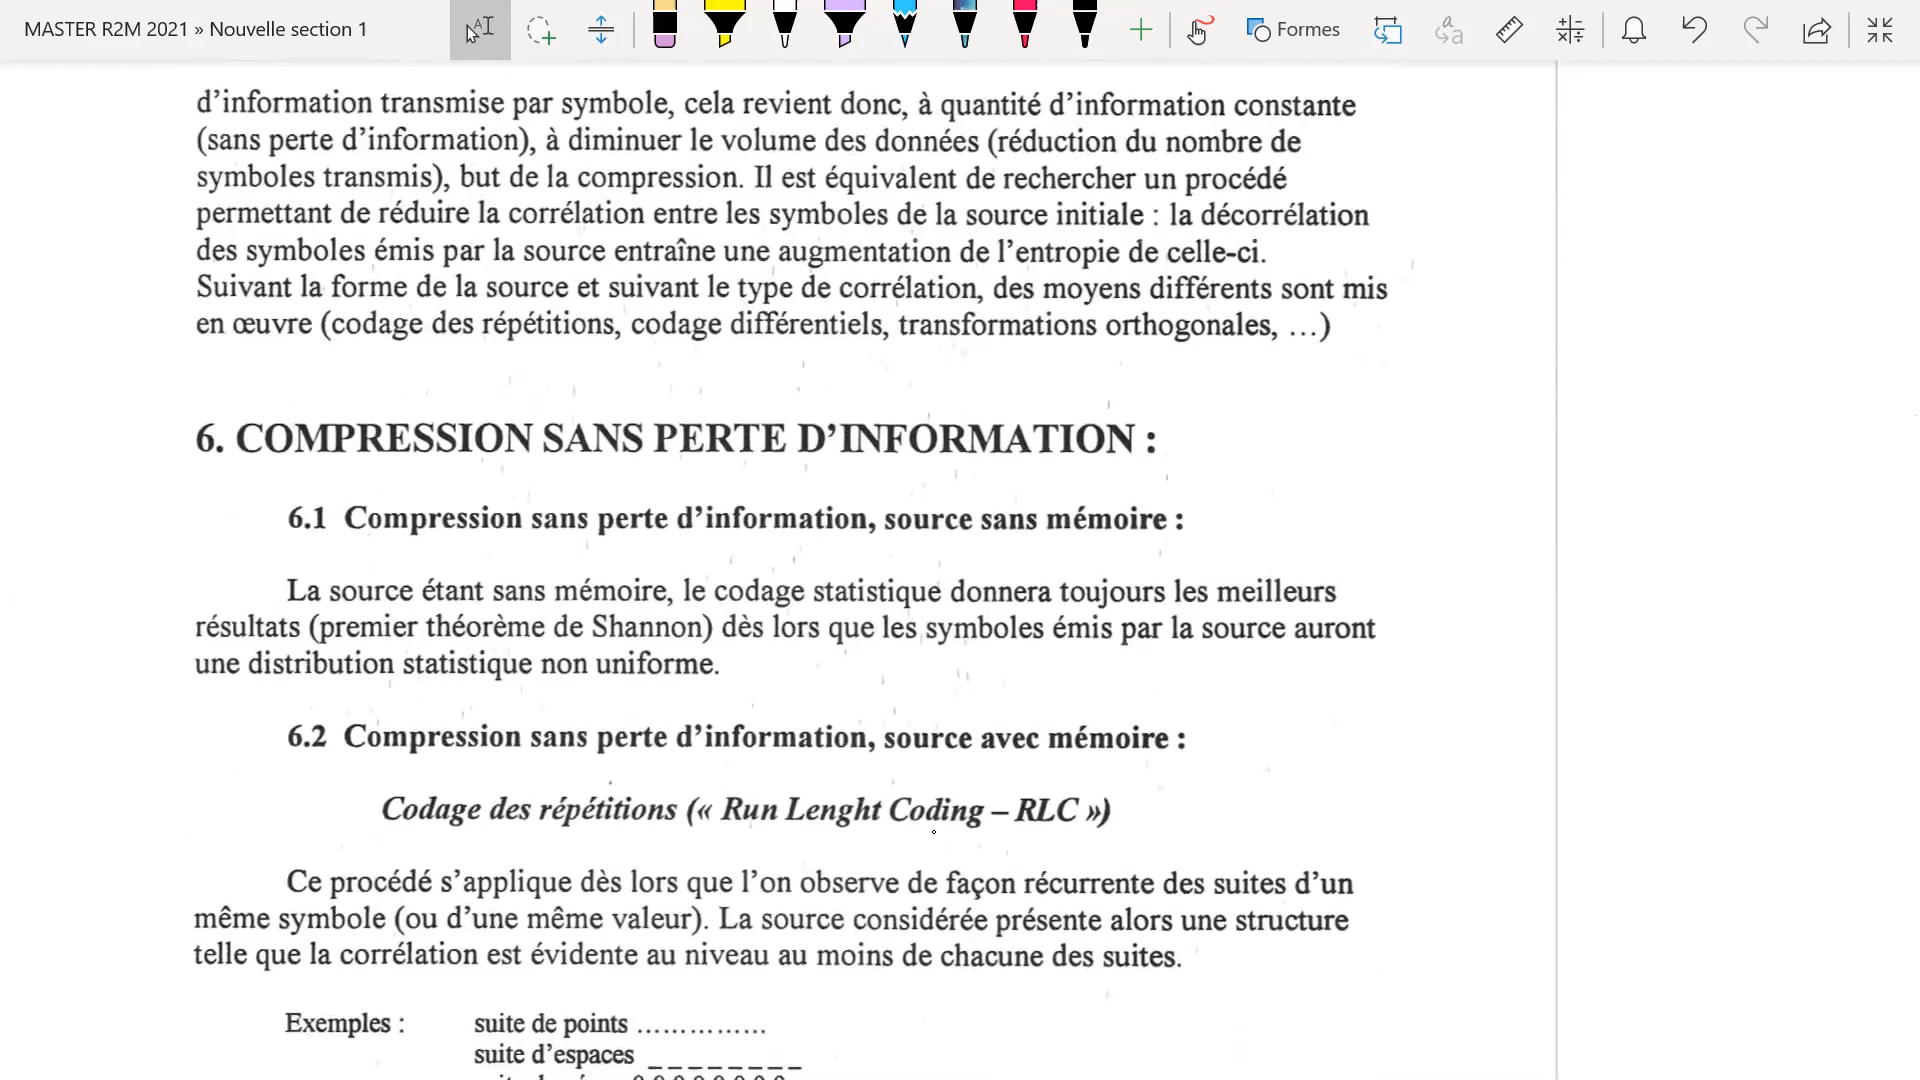 MASTER R2M 2021 » Nouvelle section 1
Formes
d’information transmise par symbole, cela revient donc, à quantité d’information constante
(sans perte d’information), à diminuer le volume des données (réduction du nombre de
symboles transmis), but de la compression. Il est équivalent de rechercher un procédé
permettant de réduire la corrélation entre les symboles de la source initiale : la décorrélation
des symboles émis par la source entraîne une augmentation de l’entropie de celle-ci.
Suivant la forme de la source et suivant le type de corrélation, des moyens différents sont mis
en œuvre (codage des répétitions, codage différentiels, transformations orthogonales, …)
6. COMPRESSION SANS PERTE D’INFORMATION :
6.1 Compression sans perte d’information, source sans mémoire :
La source étant sans mémoire, le codage statistique donnera toujours les meilleurs
résultats (premier théorème de Shannon) dès lors que les symboles émis par la source auront
une distribution statistique non uniforme.
6.2 Compression sans perte d’information, source avec mémoire :
Codage des répétitions (« Run Lenght Coding – RLC »)
Ce procédé s’applique dès lors que l’on observe de façon récurrente des suites d’un
même symbole (ou d’une même valeur). La source considérée présente alors une structure
telle que la corrélation est évidente au niveau au moins de chacune des suites.
Exemples : suite de points ……………
suite d’espaces _ _ _ _ _ _ _ _